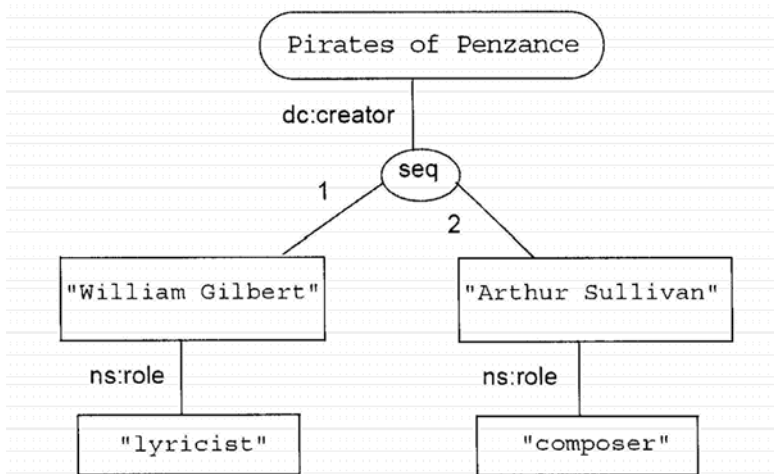 Pirates of Penzance
dc:creator
seq
1
2
"William Gilbert"
"Arthur Sullivan"
ns:role
ns:role
"lyricist"
"composer"